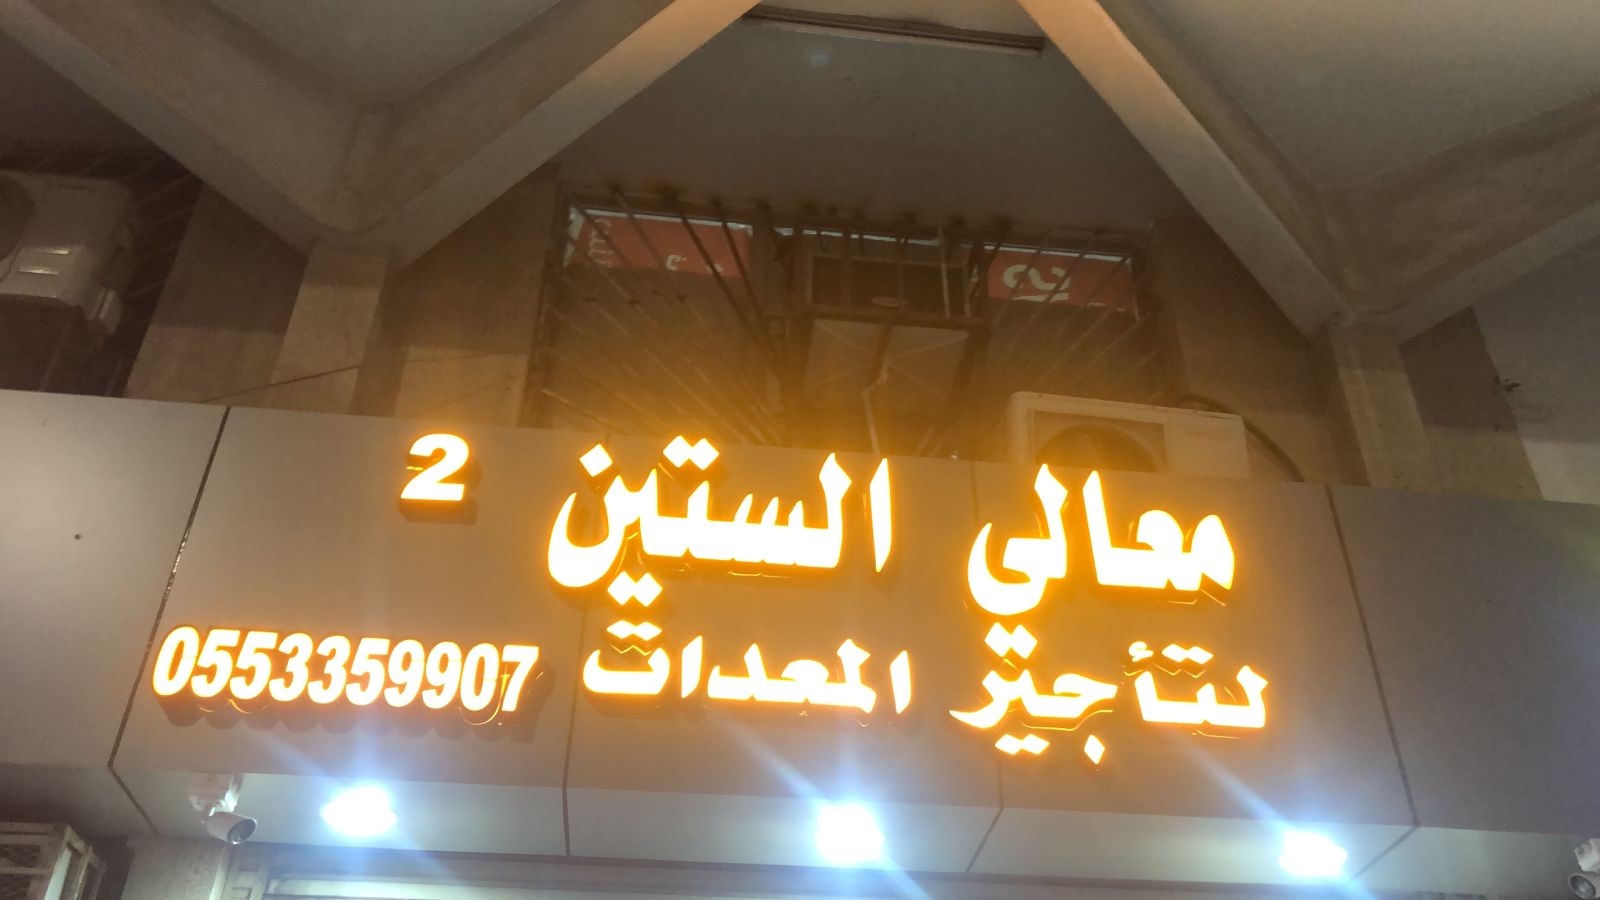 معالي الستين 2
لتأجير المعدات 0553359907